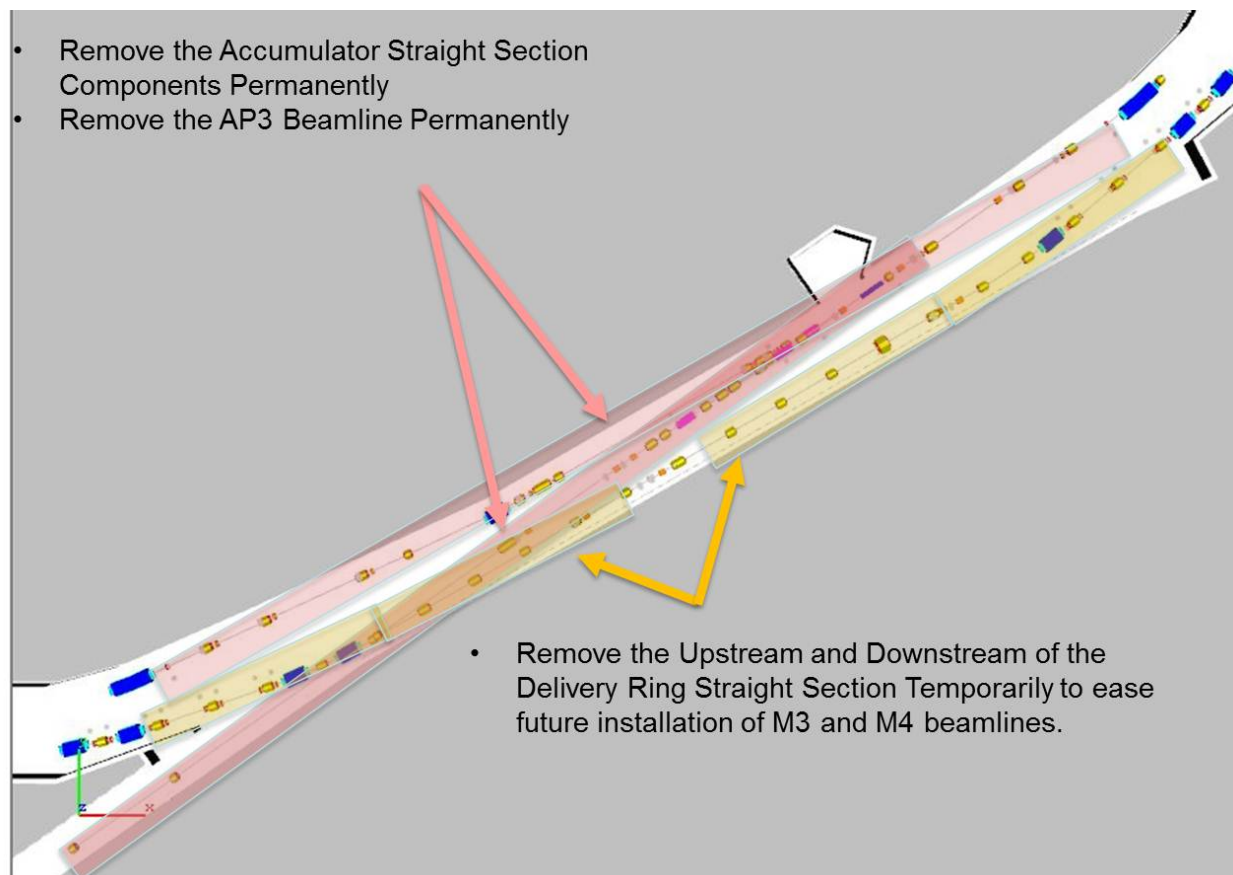 • Remove the Accumulator Straight Section
Components Permanently
• Remove the AP3 Beamline Permanently
• Remove the Upstream and Downstream of the
Delivery Ring Straight Section Temporarily to ease
future installation of M3 and M4 beamlines.
z
x